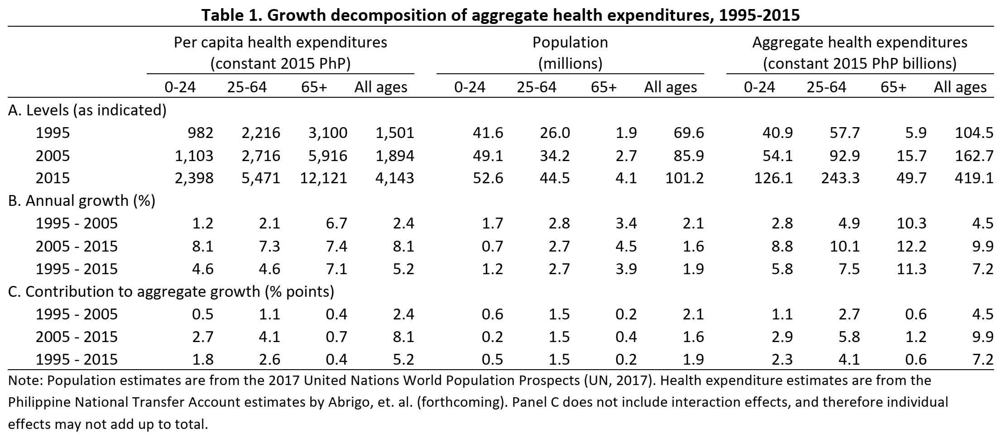 Table 1. Growth decomposition of aggregate health expenditures, 1995-2015
Per capita health expenditures Population Aggregate health expenditures
(constant 2015 PhP) (millions) (constant 2015 PhP billions)
0-24 25-64 65+ All ages 0-24 25-64 65+ All ages 0-24 25-64 65+ All ages
A. Levels (as indicated)
1995 982 2,216 3,100 1,501 41.6 26.0 1.9 69.6 40.9 57.7 5.9 104.5
2005 1,103 2,716 5,916 1,894 49.1 34.2 2.7 85.9 54.1 92.9 15.7 162.7
2015 2,398 5,471 12,121 4,143 52.6 44.5 4.1 101.2 126.1 243.3 49.7 419.1
B. Annual growth (%)
1995 - 2005 1.2 2.1 6.7 2.4 1.7 2.8 3.4 2.1 2.8 4.9 10.3 4.5
2005 - 2015 8.1 7.3 7.4 8.1 0.7 2.7 4.5 1.6 8.8 10.1 12.2 9.9
1995 - 2015 4.6 4.6 7.1 5.2 1.2 2.7 3.9 1.9 5.8 7.5 11.3 7.2
C. Contribution to aggregate growth (% points)
1995 - 2005 0.5 1.1 0.4 2.4 0.6 1.5 0.2 2.1 1.1 2.7 0.6 4.5
2005 - 2015 2.7 4.1 0.7 8.1 0.2 1.5 0.4 1.6 2.9 5.8 1.2 9.9
1995 - 2015 1.8 2.6 0.4 5.2 0.5 1.5 0.2 1.9 2.3 4.1 0.6 7.2
Note: Population estimates are from the 2017 United Nations World Population Prospects (UN, 2017). Health expenditure estimates are from the
Philippine National Transfer Account estimates by Abrigo, et. al. (forthcoming). Panel C does not include interaction effects, and therefore individual
effects may not add up to total.